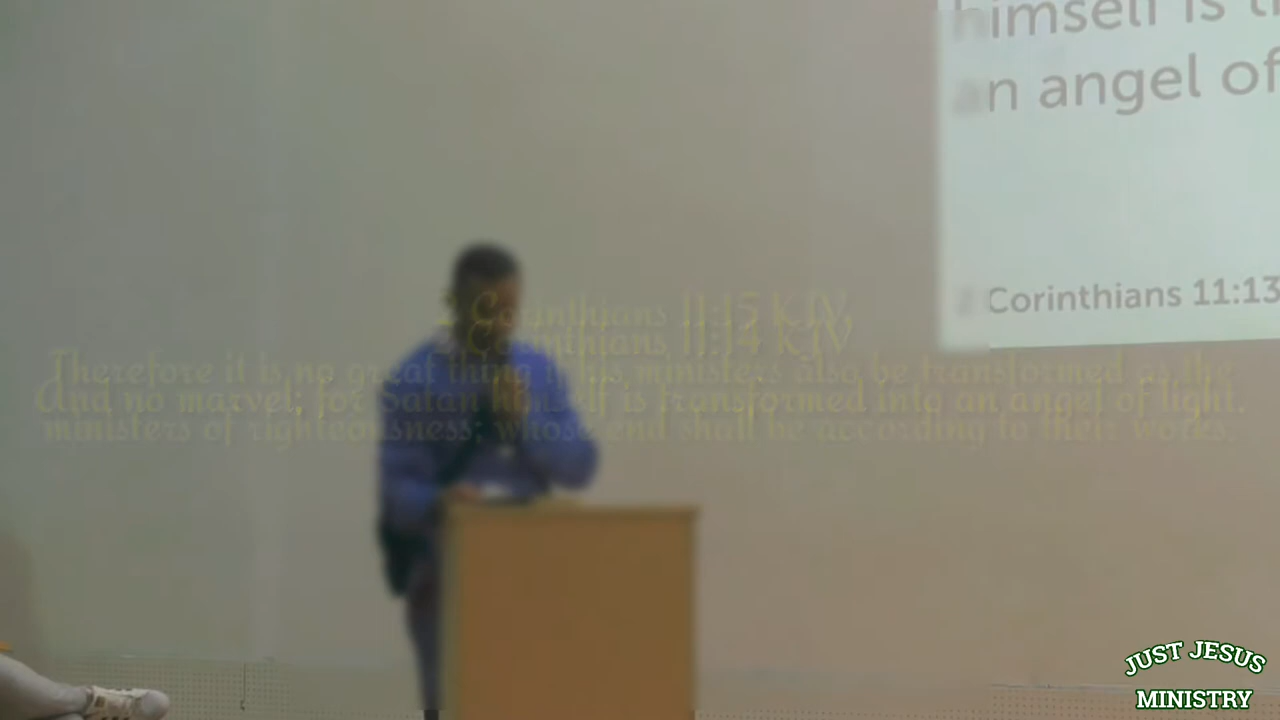 himself is
an angel of
Corinthians 11:13
Corinthians 11:15 KJV
Corinthians 11:14 KJV
Therefore it is no great thing if his ministers also be transformed as the
And no marvel; for Satan himself is transformed into an angel of light.
ministers of righteousness; whose end shall be according to their works.
JUST JESUS
MINISTRY